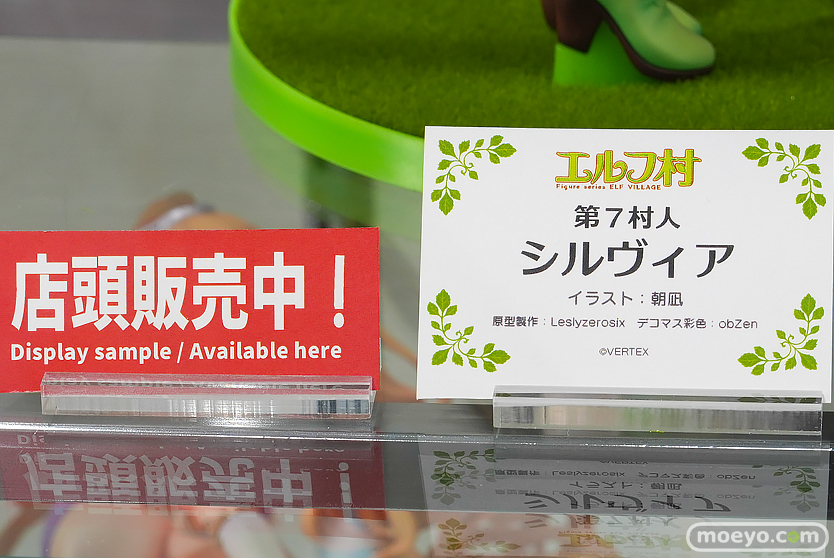 店頭販売中！
Display sample / Available here
エルフ村
Figure series ELF VILLAGE
第7村人
シルヴィア
イラスト：朝凪
原型製作：Leslyzerosix デコマス彩色：obZen
©VERTEX
moeyo.com